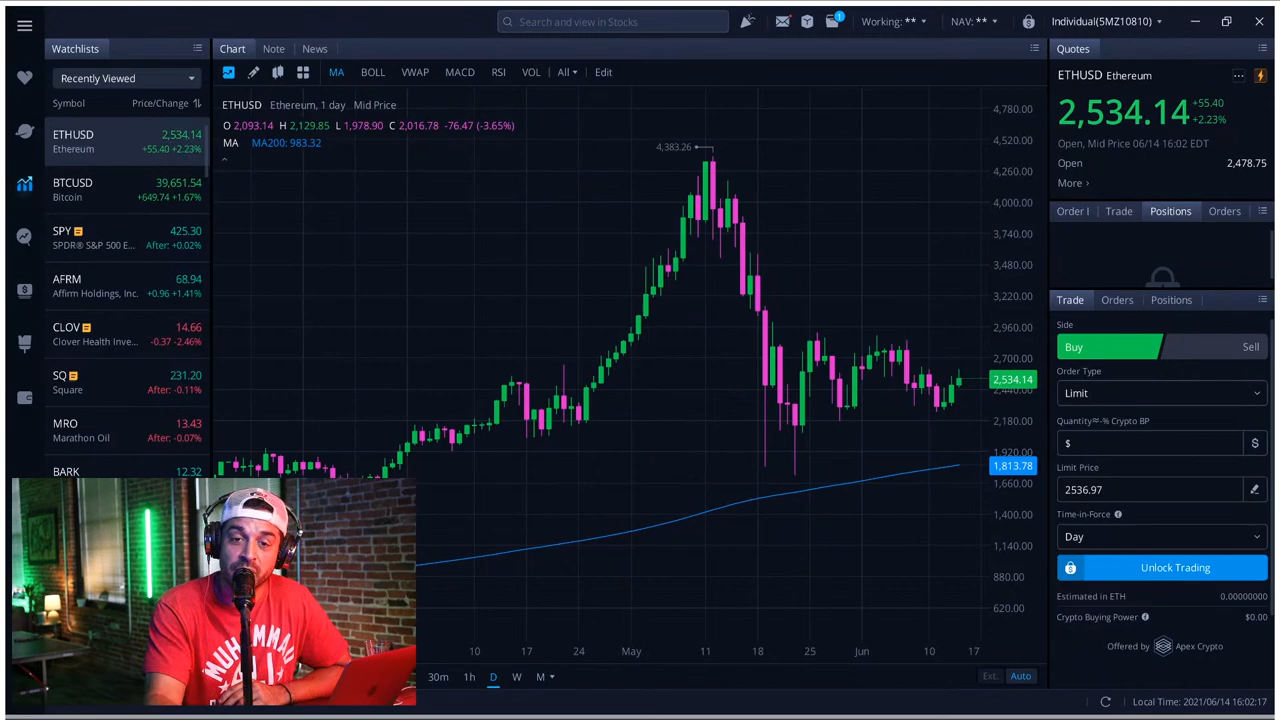 Search and view in Stocks
1
Working: **
NAV: **
Individual(5MZ10810)
Watchlists
Recently Viewed
Symbol
Price/Change
ETHUSD
2,534.14
Ethereum
+55.40 +2.23%
BTCUSD
39,651.54
Bitcoin
+649.74 +1.67%
SPY
425.30
SPDR® S&P 500 E...
After: +0.02%
AFRM
68.94
Affirm Holdings, Inc.
+0.96 +1.41%
CLOV
14.66
Clover Health Inve...
-0.37 -2.46%
SQ
231.20
Square
After: -0.11%
MRO
13.43
Marathon Oil
After: -0.07%
BARK
12.32
Chart
Note
News
MA
BOLL
VWAP
MACD
RSI
VOL
All
Edit
ETHUSD Ethereum, 1 day Mid Price
O 2,093.14 H 2,129.85 L 1,978.90 C 2,016.78 -76.47 (-3.65%)
MA MA200: 983.32
4,383.26
4,780.00
4,520.00
4,260.00
4,000.00
3,740.00
3,480.00
3,220.00
2,960.00
2,700.00
2,534.14
2,440.00
2,180.00
1,920.00
1,813.78
1,660.00
1,400.00
1,140.00
880.00
620.00
10
17
24
May
11
18
25
Jun
10
17
30m
1h
D
W
M
Ext.
Auto
MUHAMMAD
Quotes
ETHUSD Ethereum
2,534.14
+55.40
+2.23%
Open, Mid Price 06/14 16:02 EDT
Open
2,478.75
More ›
Order I
Trade
Positions
Orders
Trade
Orders
Positions
Side
Buy
Sell
Order Type
Limit
Quantity≈-% Crypto BP
$
$
Limit Price
2536.97
Time-in-Force
Day
Unlock Trading
Estimated in ETH
0.00000000
Crypto Buying Power
$0.00
Offered by Apex Crypto
Local Time: 2021/06/14 16:02:17